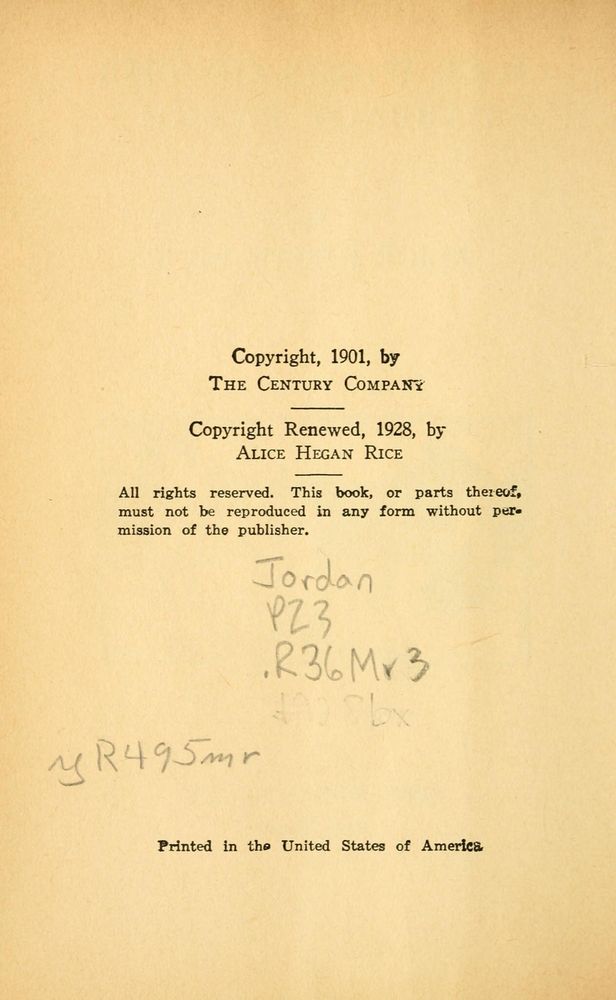 Copyright, 1901, by
THE CENTURY COMPANY
Copyright Renewed, 1928, by
ALICE HEGAN RICE
All rights reserved. This book, or parts thereof,
must not be reproduced in any form without per-
mission of the publisher.
Jordan
PZ3
.R36Mr3
yR495mr
Printed in the United States of America